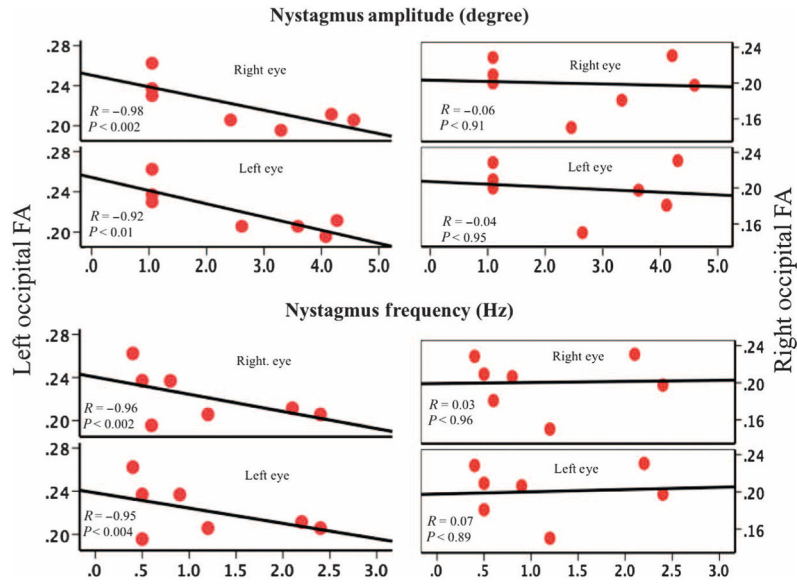 Nystagmus amplitude (degree)
.28
.24
.20
Right eye
R = −0.98
P < 0.002
Right eye
R = −0.06
P < 0.91
.24
.20
.16
.28
.24
.20
Left eye
R = −0.92
P < 0.01
Left eye
R = −0.04
P < 0.95
.24
.20
.16
.0 1.0 2.0 3.0 4.0 5.0
.0 1.0 2.0 3.0 4.0 5.0
Left occipital FA
Right occipital FA
Nystagmus frequency (Hz)
.28
.24
.20
Right. eye
R = −0.96
P < 0.002
Right eye
R = 0.03
P < 0.96
.24
.20
.16
.28
.24
.20
Left eye
R = −0.95
P < 0.004
Left eye
R = 0.07
P < 0.89
.24
.20
.16
.0 .5 1.0 1.5 2.0 2.5 3.0
.0 .5 1.0 1.5 2.0 2.5 3.0